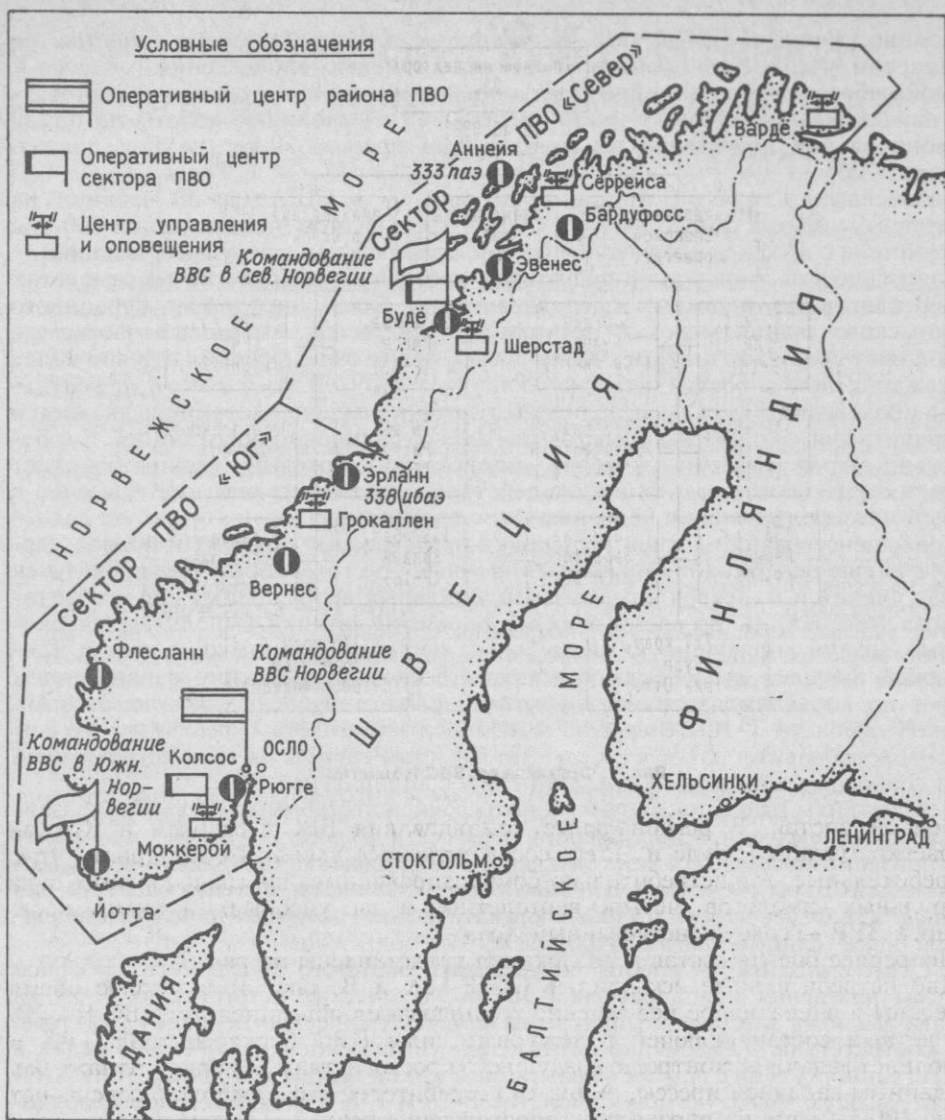 Условные обозначения
Оперативный центр района ПВО
Оперативный центр
сектора ПВО
Центр управления
и оповещения
НОРВЕЖСКОЕ МОРЕ
Сектор ПВО «Север»
Варде
Аннейя
333 паэ
Сёррейса
Бардуфосс
Командование
ВВС в Сев. Норвегии
Эвенес
Будё
Шерстад
Сектор ПВО «ЮГ»
Эрланн
338 ибаэ
Грокаллен
Вернес
ШВЕЦИЯ
ФИНЛЯНДИЯ
Флесланн
Командование
ВВС Норвегии
Командование
ВВС в Южн.
Нор-
вегии
Колсос
ОСЛО
Рюгге
Моккерой
Йотта
СТОКГОЛЬМ
ХЕЛЬСИНКИ
ЛЕНИНГРАД
БАЛТИЙСКОЕ МОРЕ
ДАНИЯ